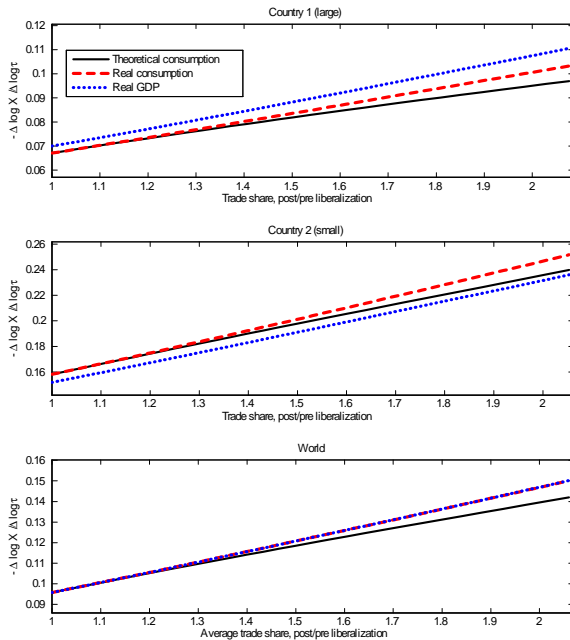 Country 1 (large)
0.12
0.11
0.1
0.09
0.08
0.07
0.06
- Δ log X Δ logτ
Theoretical consumption
Real consumption
Real GDP
1 1.1 1.2 1.3 1.4 1.5 1.6 1.7 1.8 1.9 2
Trade share, post/pre liberalization
Country 2 (small)
0.26
0.24
0.22
0.2
0.18
0.16
- Δ log X Δ logτ
1 1.1 1.2 1.3 1.4 1.5 1.6 1.7 1.8 1.9 2
Trade share, post/pre liberalization
World
0.16
0.15
0.14
0.13
0.12
0.11
0.1
0.09
- Δ log X Δ logτ
1 1.1 1.2 1.3 1.4 1.5 1.6 1.7 1.8 1.9 2
Average trade share, post/pre liberalization